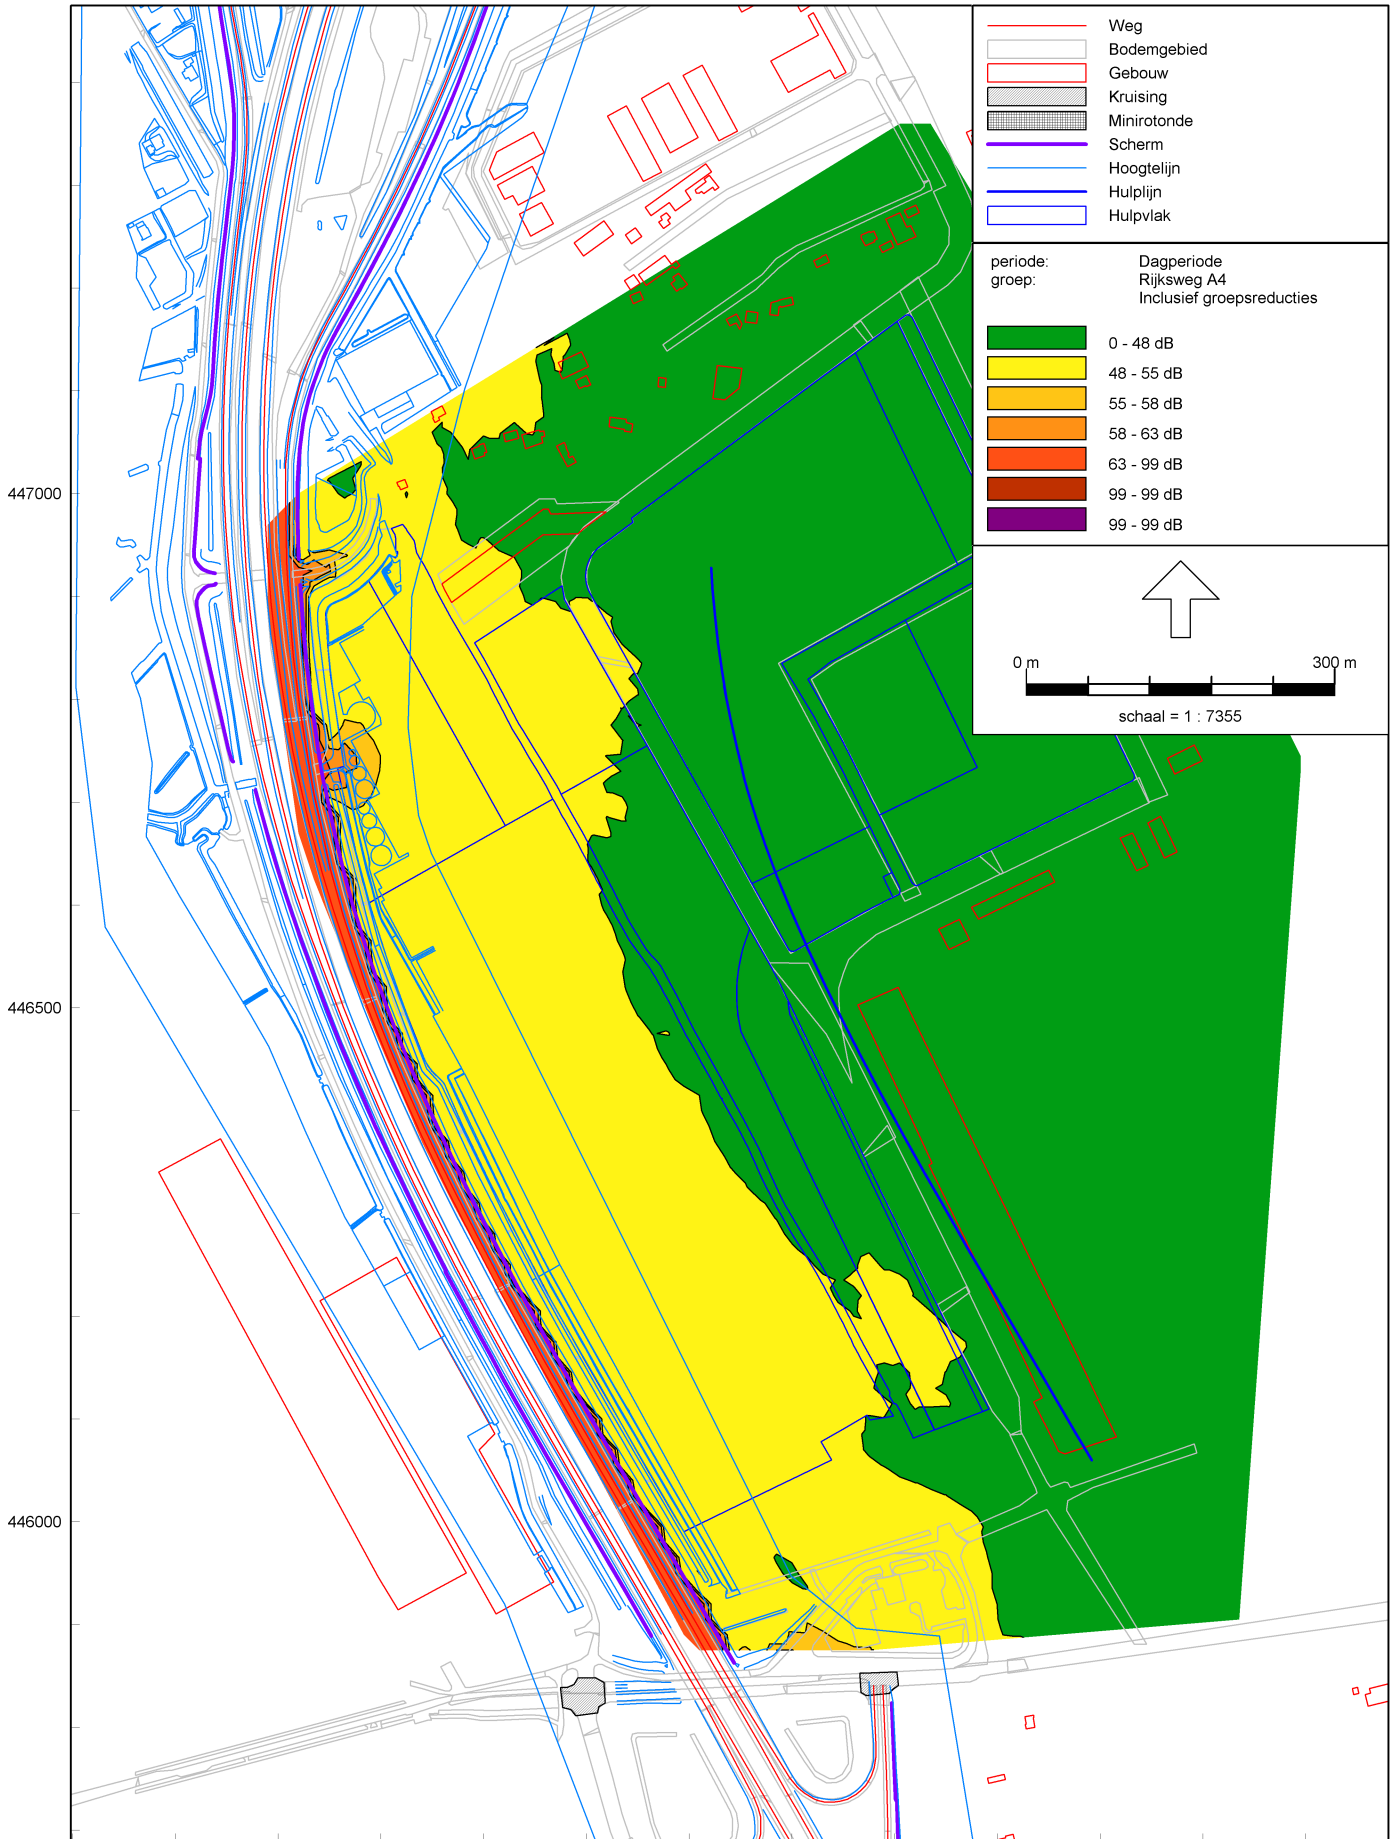 Weg
Bodemgebied
Gebouw
Kruising
Minirotonde
Scherm
Hoogtelijn
Hulplijn
Hulpvlak
periode: Dagperiode
groep: Rijksweg A4
Inclusief groepsreducties
0 - 48 dB
48 - 55 dB
55 - 58 dB
58 - 63 dB
63 - 99 dB
99 - 99 dB
99 - 99 dB
0 m 300 m
schaal = 1 : 7355
447000
446500
446000